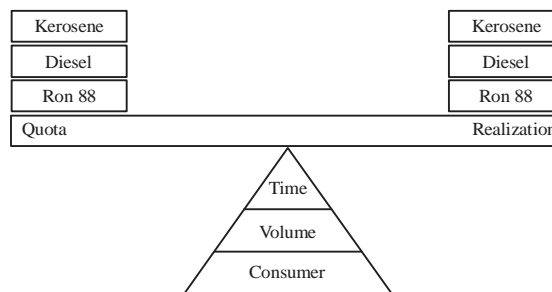 Kerosene Kerosene
Diesel Diesel
Ron 88 Ron 88
Quota Realization
Time
Volume
Consumer